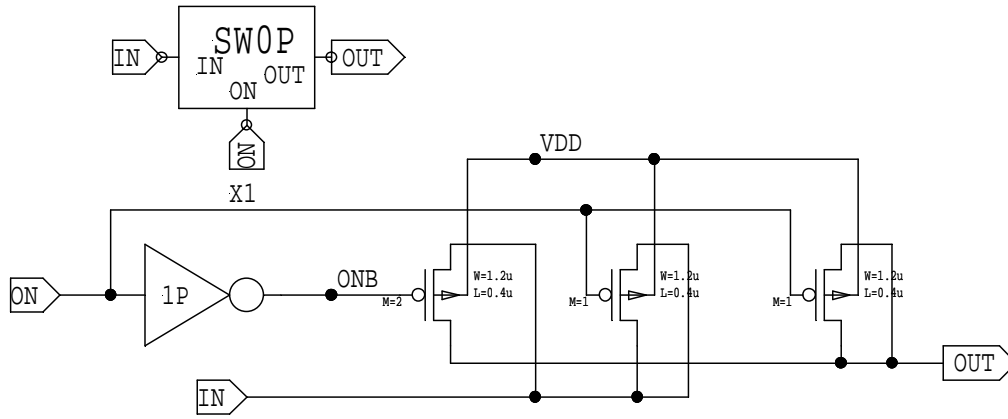 SW0P
IN
IN
OUT
OUT
ON
ON
X1
VDD
ON
1P
ONB
M=2
W=1.2u
L=0.4u
M=1
W=1.2u
L=0.4u
M=1
W=1.2u
L=0.4u
OUT
IN